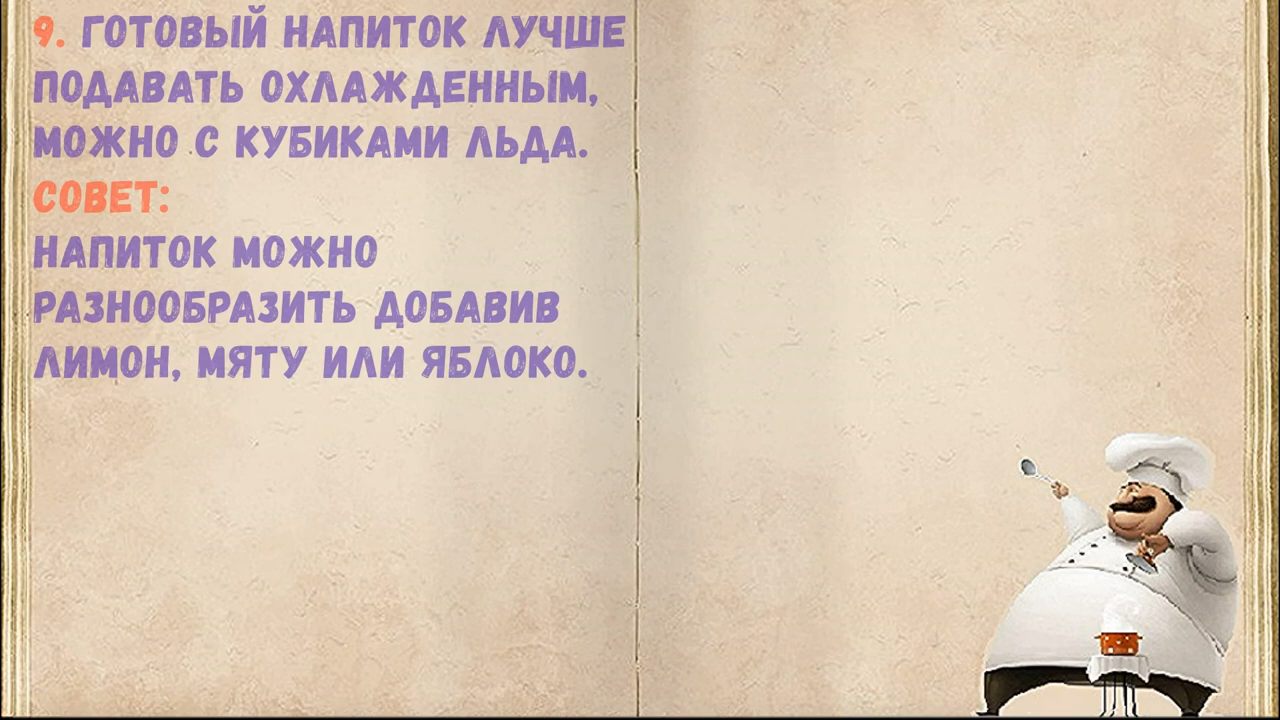 9. ГОТОВЫЙ НАПИТОК ЛУЧШЕ
ПОДАВАТЬ ОХЛАЖДЕННЫМ,
МОЖНО С КУБИКАМИ ЛЬДА.
СОВЕТ:
НАПИТОК МОЖНО
РАЗНООБРАЗИТЬ ДОБАВИВ
ЛИМОН, МЯТУ ИЛИ ЯБЛОКО.